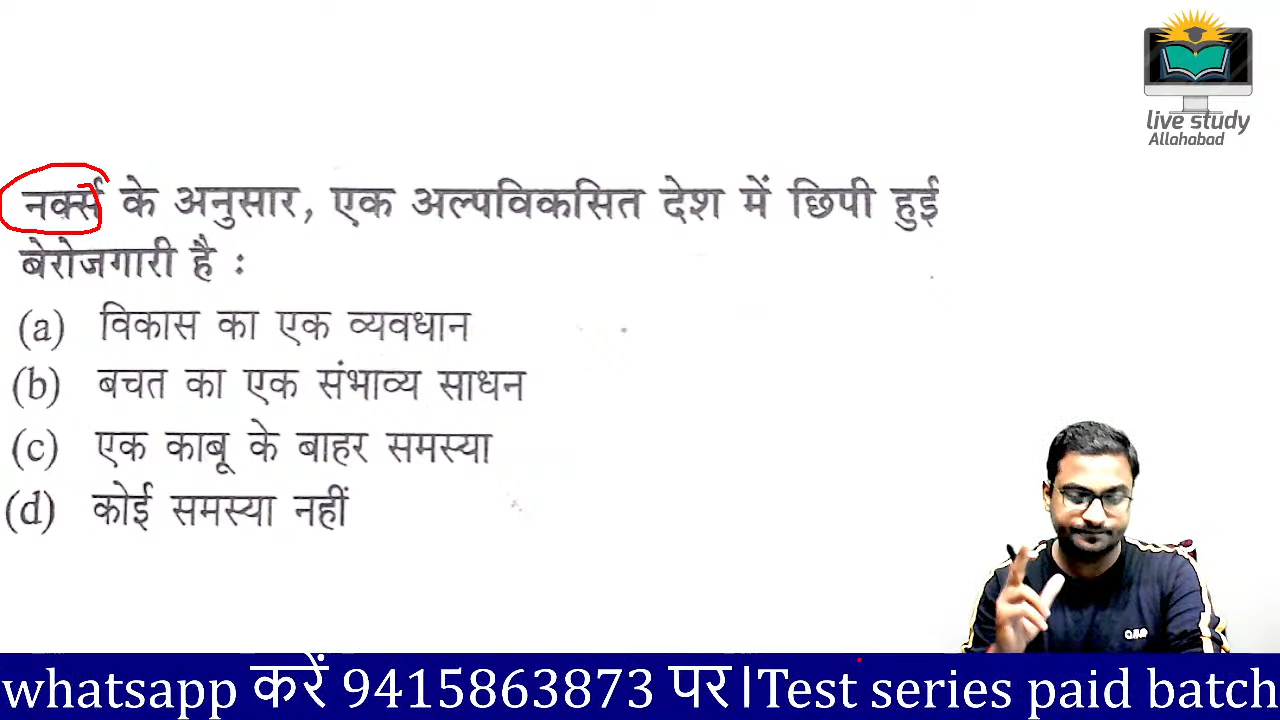 live study
Allahabad
नर्क्स के अनुसार, एक अल्पविकसित देश में छिपी हुई
बेरोजगारी है :
(a) विकास का एक व्यवधान
(b) बचत का एक संभाव्य साधन
(c) एक काबू के बाहर समस्या
(d) कोई समस्या नहीं
whatsapp करें 9415863873 पर।Test series paid batch